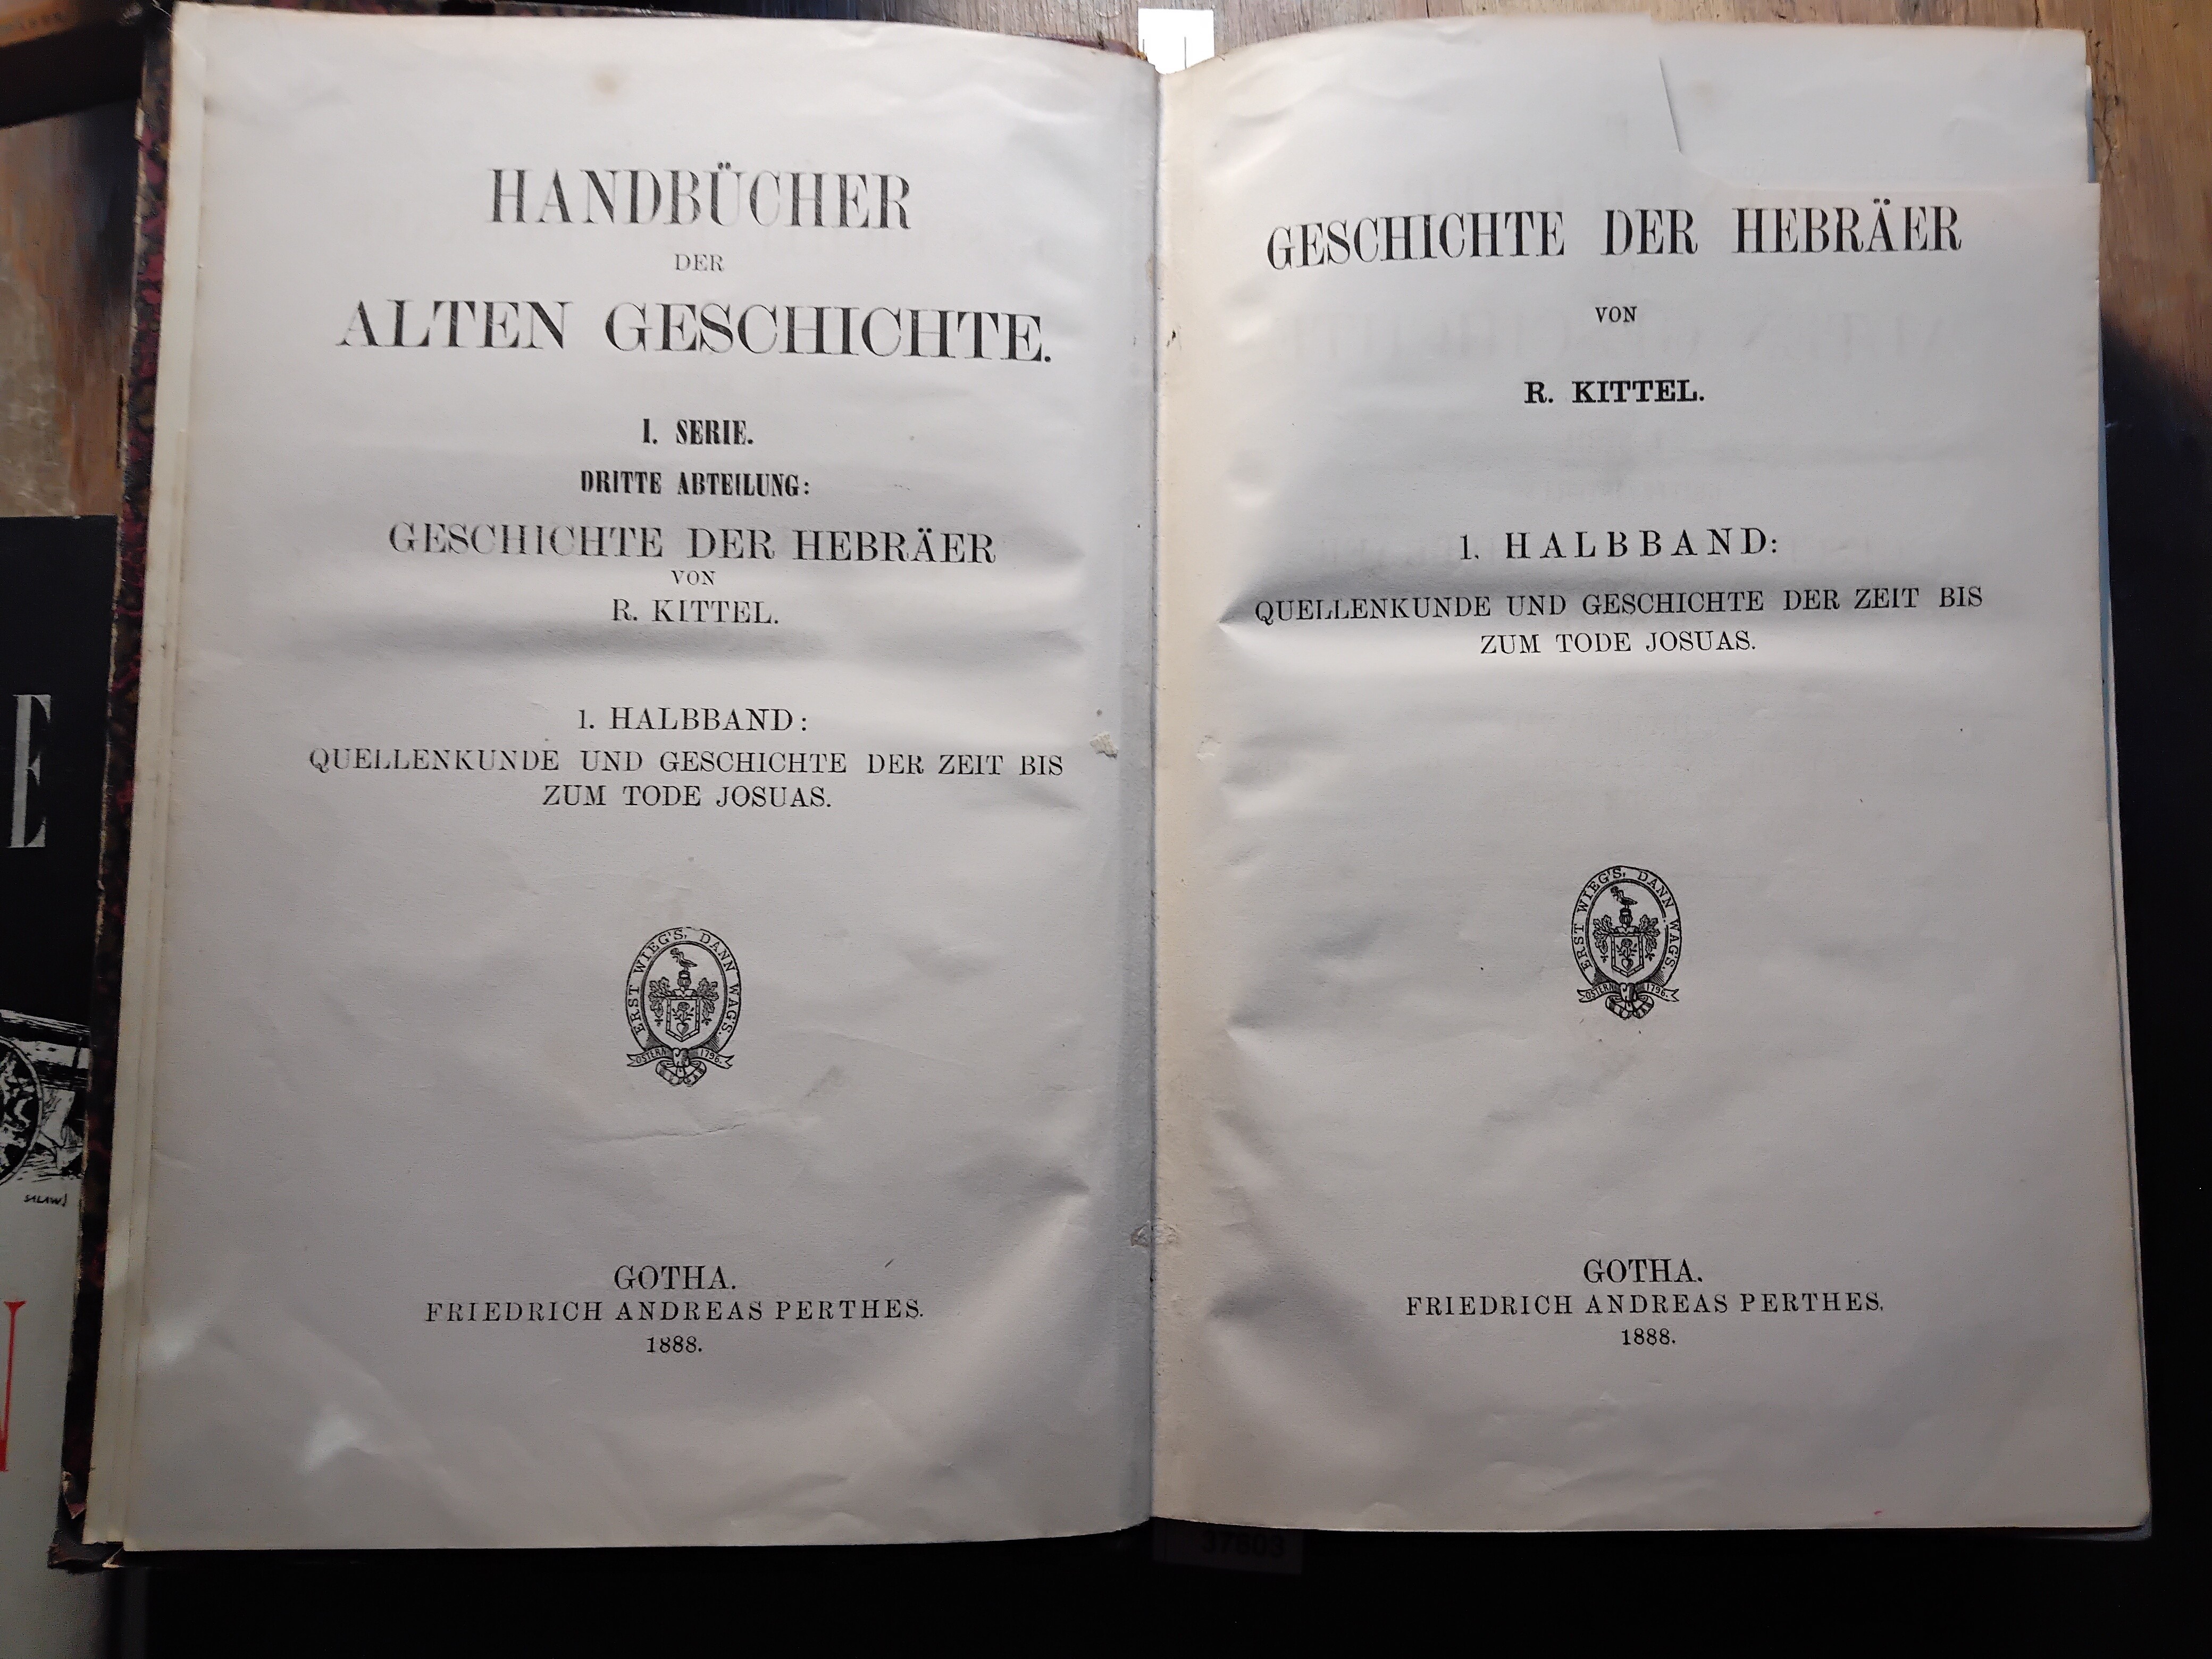 HANDBÜCHER
DER
ALTEN GESCHICHTE.
I. SERIE.
DRITTE ABTEILUNG:
GESCHICHTE DER HEBRÄER
VON
R. KITTEL.
1. HALBBAND:
QUELLENKUNDE UND GESCHICHTE DER ZEIT BIS
ZUM TODE JOSUAS.
ERST WIEG'S, DANN WAG'S.
OSTERN 1796.
GOTHA.
FRIEDRICH ANDREAS PERTHES.
1888.
GESCHICHTE DER HEBRÄER
VON
R. KITTEL.
1. HALBBAND:
QUELLENKUNDE UND GESCHICHTE DER ZEIT BIS
ZUM TODE JOSUAS.
ERST WIEG'S, DANN WAG'S.
OSTERN 1796.
GOTHA.
FRIEDRICH ANDREAS PERTHES.
1888.
E
N
37803